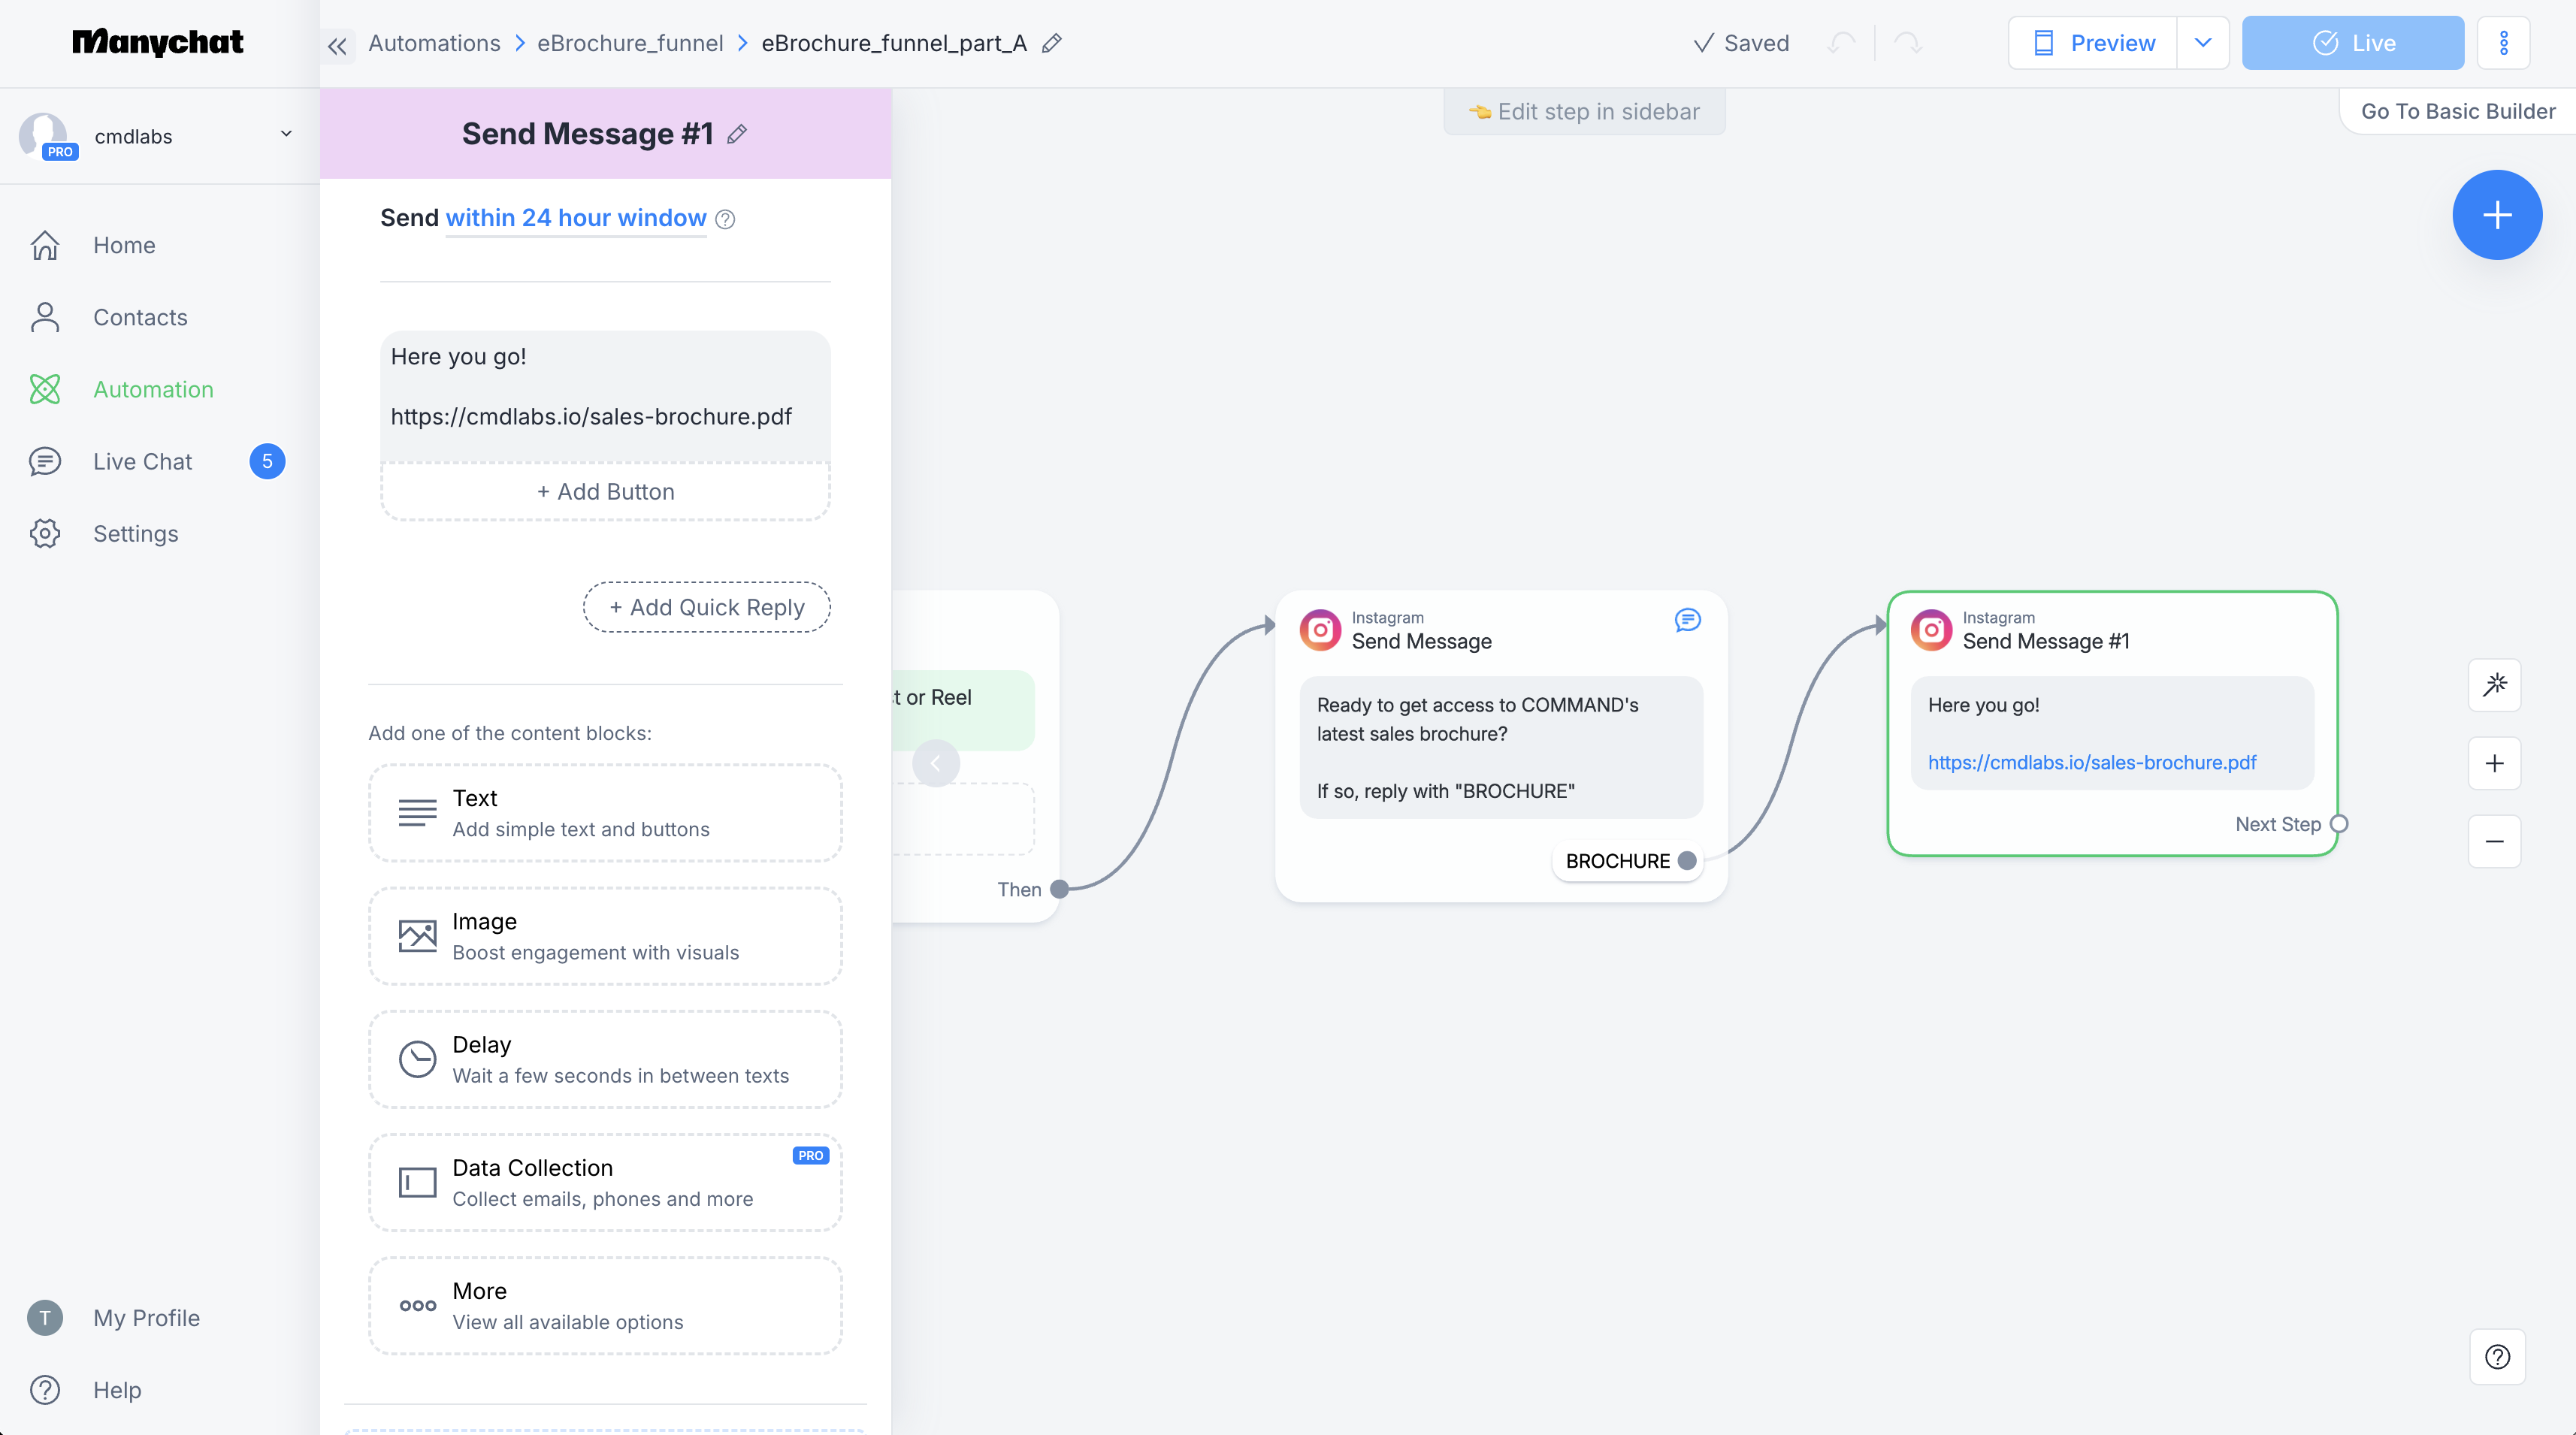 Manychat
Automations
eBrochure_funnel
eBrochure_funnel_part_A
Saved
Preview
Live
cmdlabs
PRO
Home
Contacts
Automation
Live Chat
5
Settings
T
My Profile
Help
Send Message #1
Send within 24 hour window
Here you go!
https://cmdlabs.io/sales-brochure.pdf
+ Add Button
+ Add Quick Reply
Add one of the content blocks:
Text
Add simple text and buttons
Image
Boost engagement with visuals
Delay
Wait a few seconds in between texts
Data Collection
PRO
Collect emails, phones and more
More
View all available options
Edit step in sidebar
Go To Basic Builder
or Reel
Then
Instagram
Send Message
Ready to get access to COMMAND's
latest sales brochure?
If so, reply with "BROCHURE"
BROCHURE
Instagram
Send Message #1
Here you go!
https://cmdlabs.io/sales-brochure.pdf
Next Step